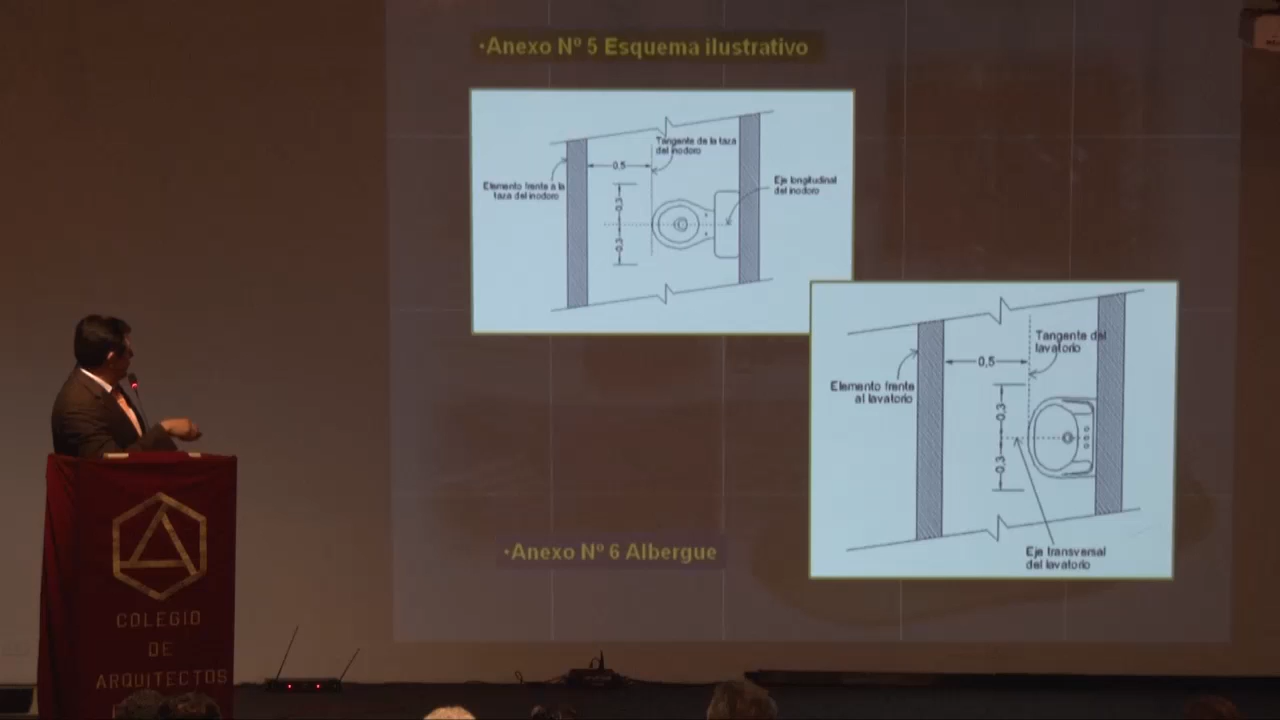 •Anexo Nº 5 Esquema ilustrativo
Tangente de la taza
del inodoro
0.5
Elemento frente a la
taza del inodoro
Eje longitudinal
del inodoro
0.3
0.3
Tangente del
lavatorio
0,5
Elemento frente
al lavatorio
0.3
0.3
Eje transversal
del lavatorio
•Anexo Nº 6 Albergue
COLEGIO
DE
ARQUITECTOS